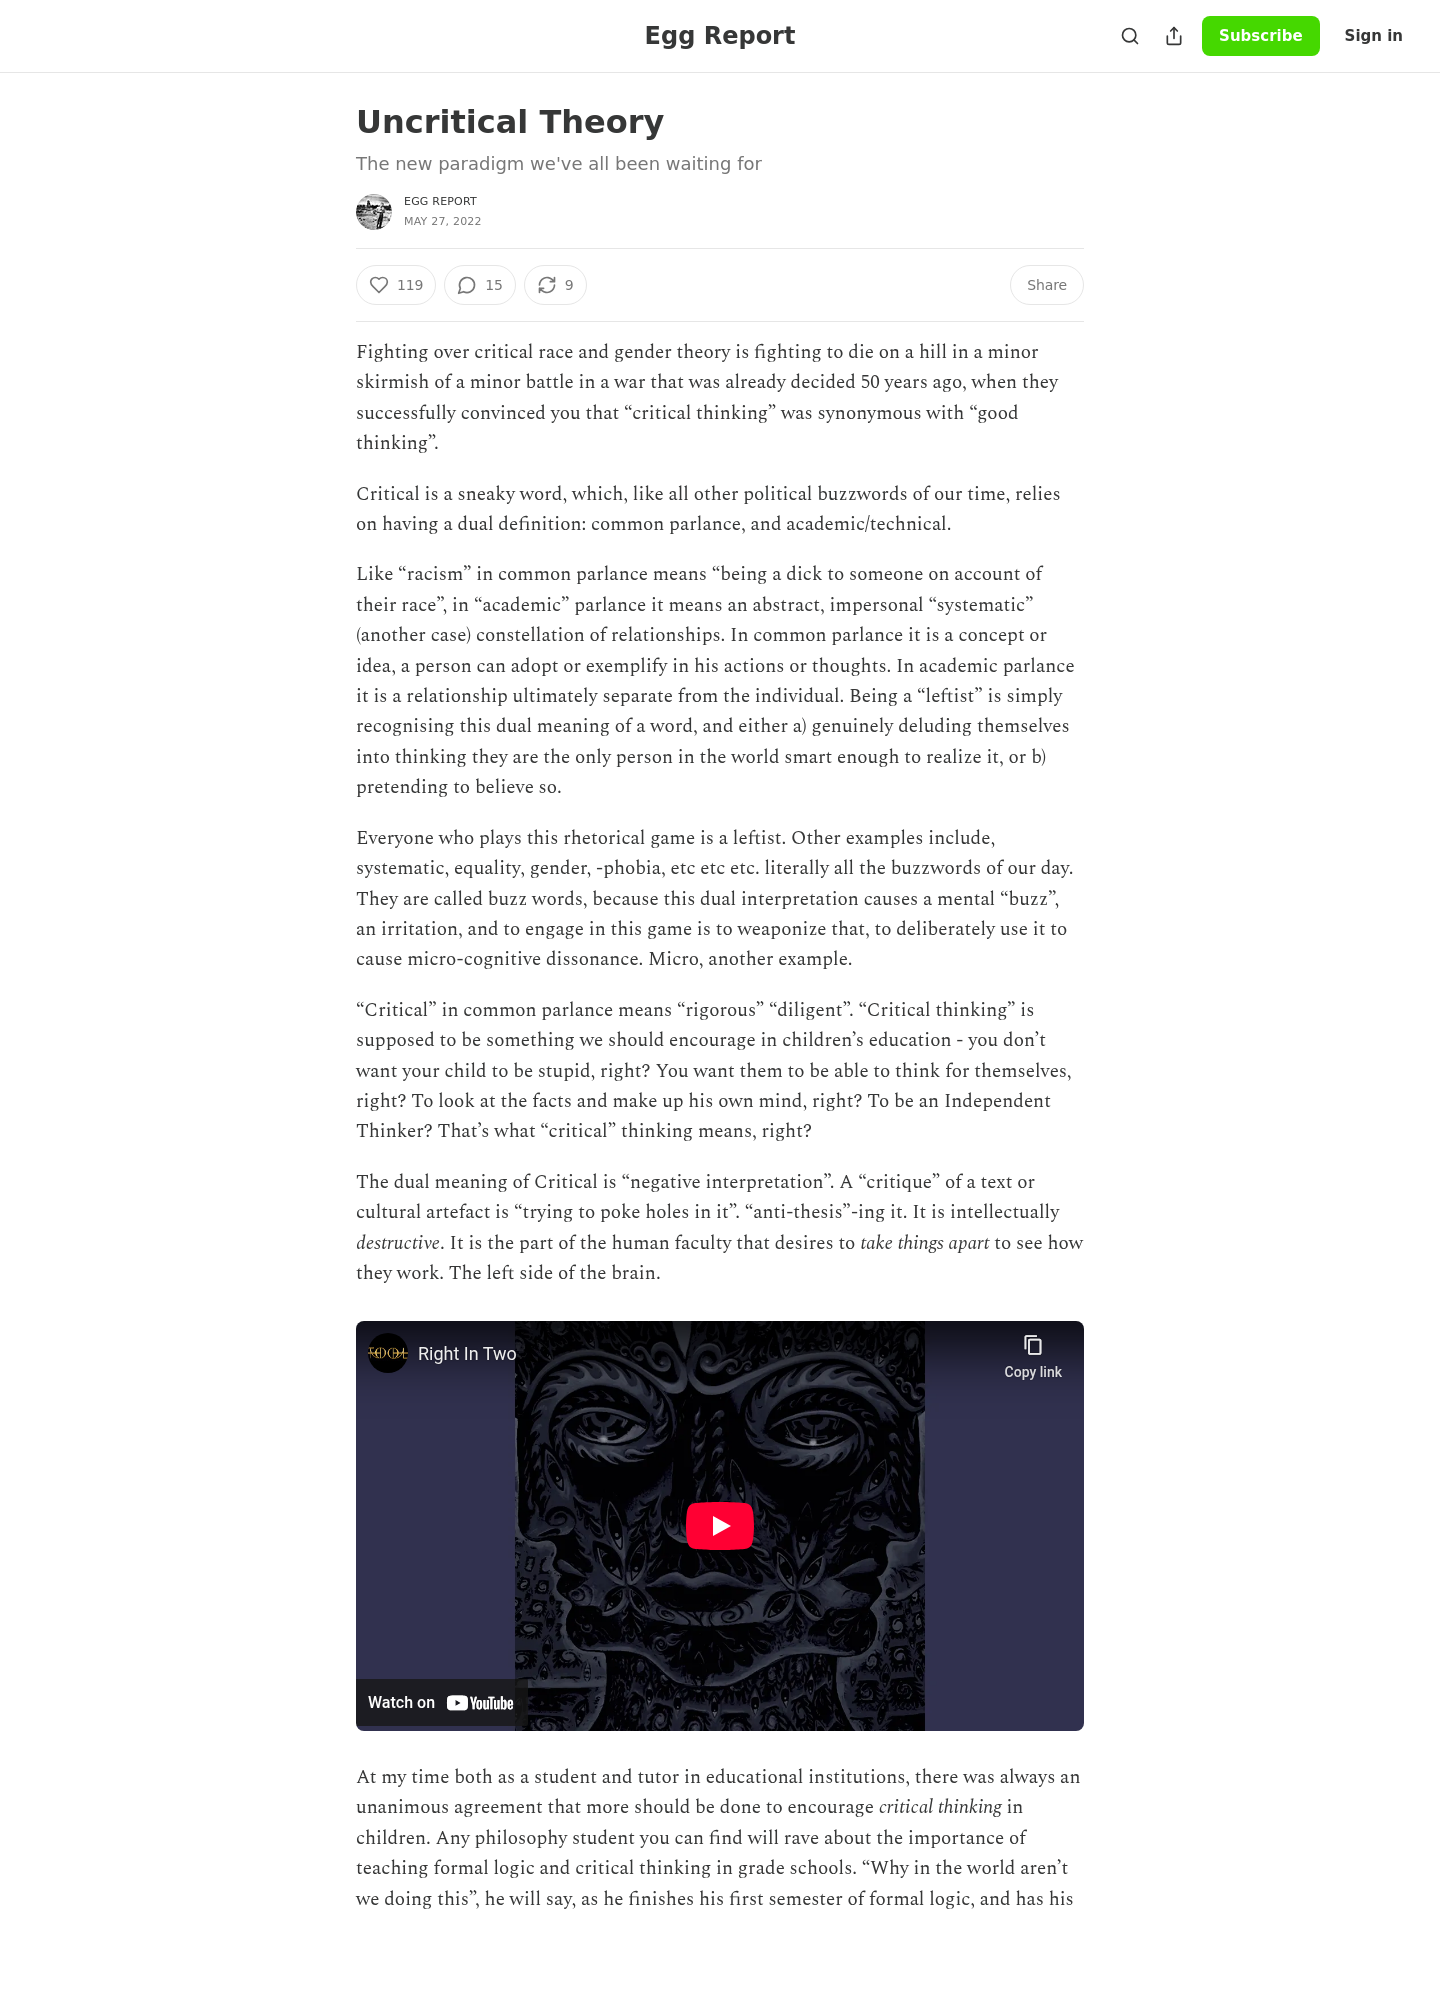 Egg Report
Subscribe
Sign in
Uncritical Theory
The new paradigm we've all been waiting for
EGG REPORT
MAY 27, 2022
119
15
9
Share
Fighting over critical race and gender theory is fighting to die on a hill in a minor
skirmish of a minor battle in a war that was already decided 50 years ago, when they
successfully convinced you that “critical thinking” was synonymous with “good
thinking”.
Critical is a sneaky word, which, like all other political buzzwords of our time, relies
on having a dual definition: common parlance, and academic/technical.
Like “racism” in common parlance means “being a dick to someone on account of
their race”, in “academic” parlance it means an abstract, impersonal “systematic”
(another case) constellation of relationships. In common parlance it is a concept or
idea, a person can adopt or exemplify in his actions or thoughts. In academic parlance
it is a relationship ultimately separate from the individual. Being a “leftist” is simply
recognising this dual meaning of a word, and either a) genuinely deluding themselves
into thinking they are the only person in the world smart enough to realize it, or b)
pretending to believe so.
Everyone who plays this rhetorical game is a leftist. Other examples include,
systematic, equality, gender, -phobia, etc etc etc. literally all the buzzwords of our day.
They are called buzz words, because this dual interpretation causes a mental “buzz”,
an irritation, and to engage in this game is to weaponize that, to deliberately use it to
cause micro-cognitive dissonance. Micro, another example.
“Critical” in common parlance means “rigorous” “diligent”. “Critical thinking” is
supposed to be something we should encourage in children’s education - you don’t
want your child to be stupid, right? You want them to be able to think for themselves,
right? To look at the facts and make up his own mind, right? To be an Independent
Thinker? That’s what “critical” thinking means, right?
The dual meaning of Critical is “negative interpretation”. A “critique” of a text or
cultural artefact is “trying to poke holes in it”. “anti-thesis”-ing it. It is intellectually
destructive. It is the part of the human faculty that desires to take things apart to see how
they work. The left side of the brain.
TOOL
Right In Two
Copy link
Watch on YouTube
At my time both as a student and tutor in educational institutions, there was always an
unanimous agreement that more should be done to encourage critical thinking in
children. Any philosophy student you can find will rave about the importance of
teaching formal logic and critical thinking in grade schools. “Why in the world aren’t
we doing this”, he will say, as he finishes his first semester of formal logic, and has his